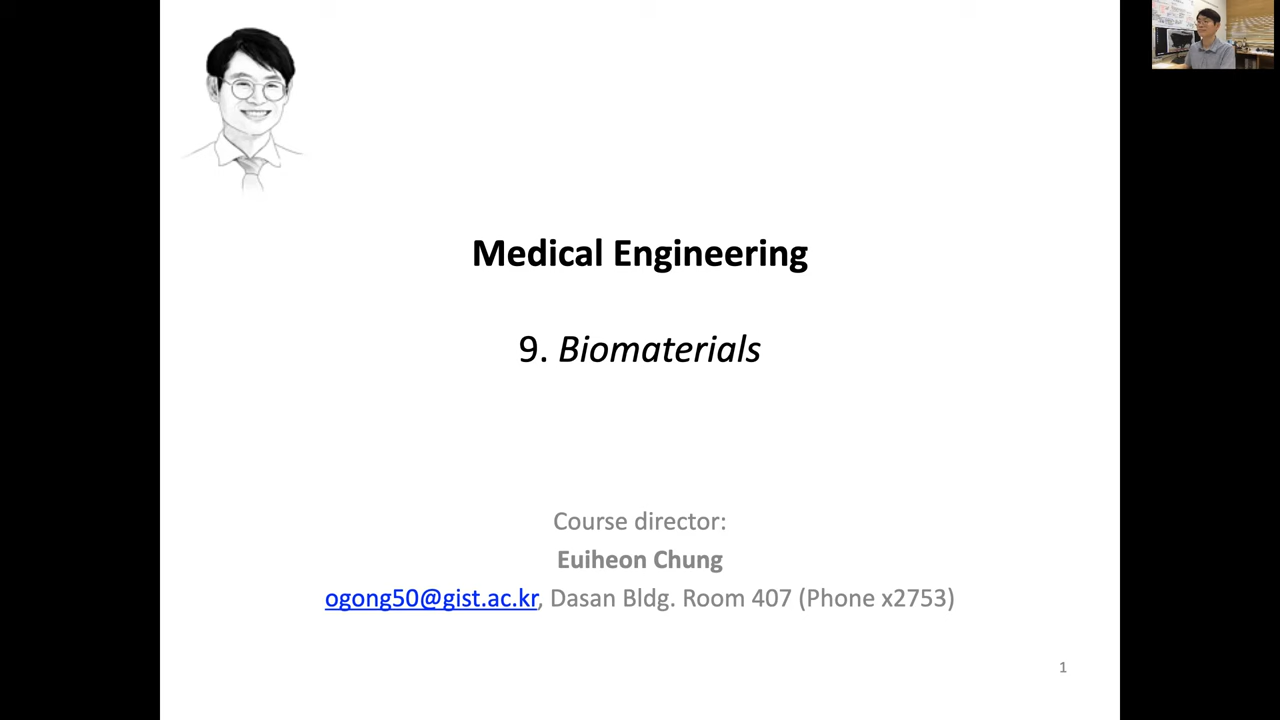 Medical Engineering
9. Biomaterials
Course director:
Euiheon Chung
ogong50@gist.ac.kr, Dasan Bldg. Room 407 (Phone x2753)
1